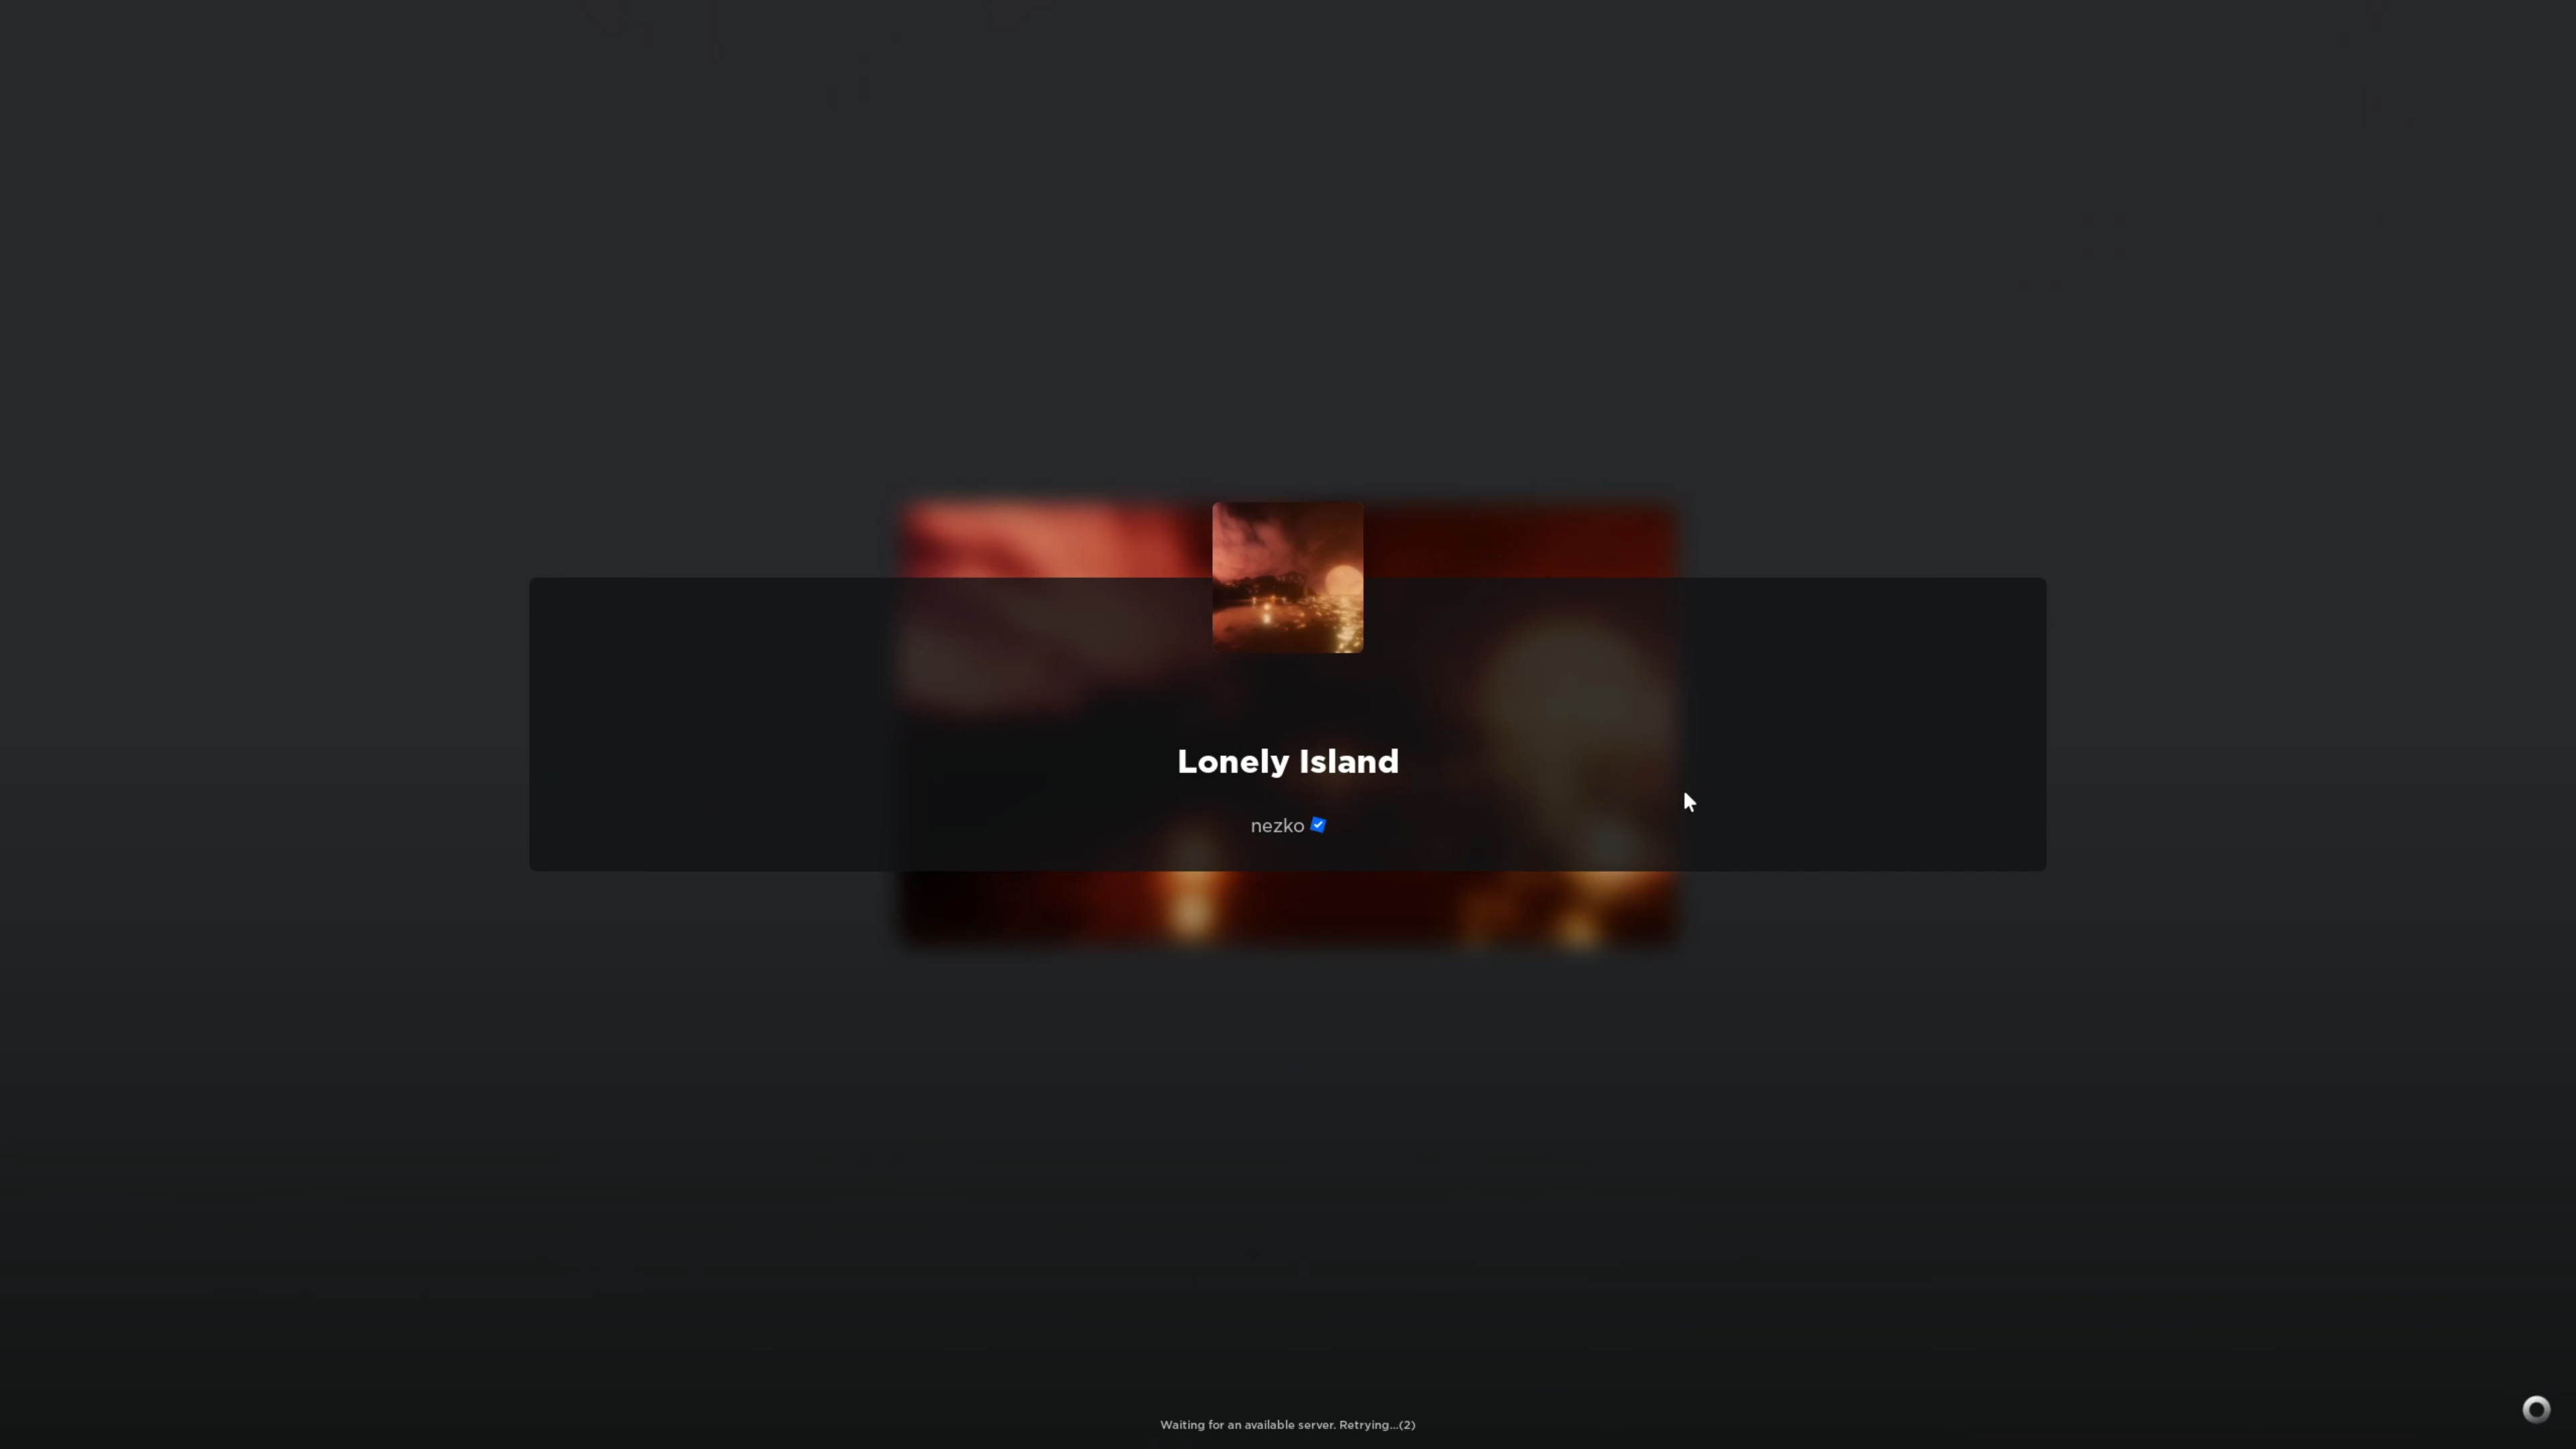 Lonely Island
nezko
Waiting for an available server. Retrying...(2)